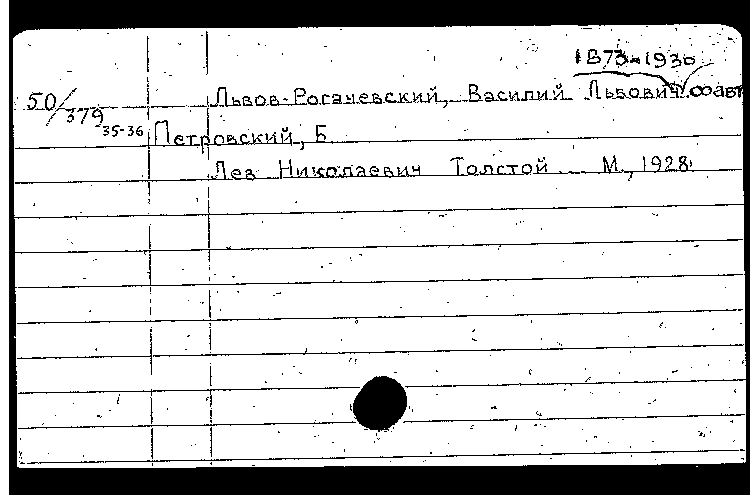 1873-1930
50/379 Львов-Рогачевский, Василий Львович соавт
35-36 Петровский, Б.
Лев Николаевич Толстой ... М., 1928.